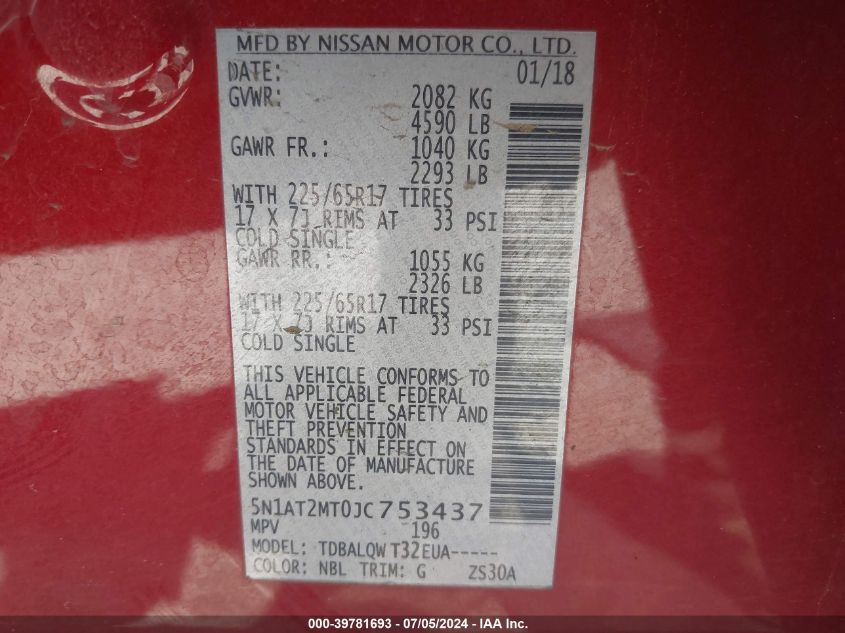 MFD BY NISSAN MOTOR CO., LTD.
DATE: 01/18
GVWR: 2082 KG
4590 LB
GAWR FR.: 1040 KG
2293 LB
WITH 225/65R17 TIRES
17 X 7J RIMS AT 33 PSI
COLD SINGLE
GAWR RR.: 1055 KG
2326 LB
WITH 225/65R17 TIRES
17 X 7J RIMS AT 33 PSI
COLD SINGLE
THIS VEHICLE CONFORMS TO
ALL APPLICABLE FEDERAL
MOTOR VEHICLE SAFETY AND
THEFT PREVENTION
STANDARDS IN EFFECT ON
THE DATE OF MANUFACTURE
SHOWN ABOVE.
5N1AT2MT0JC753437
MPV 196
MODEL: TDBALQW T32EUA-----
COLOR: NBL TRIM: G ZS30A
000-39781693 - 07/05/2024 - IAA Inc.